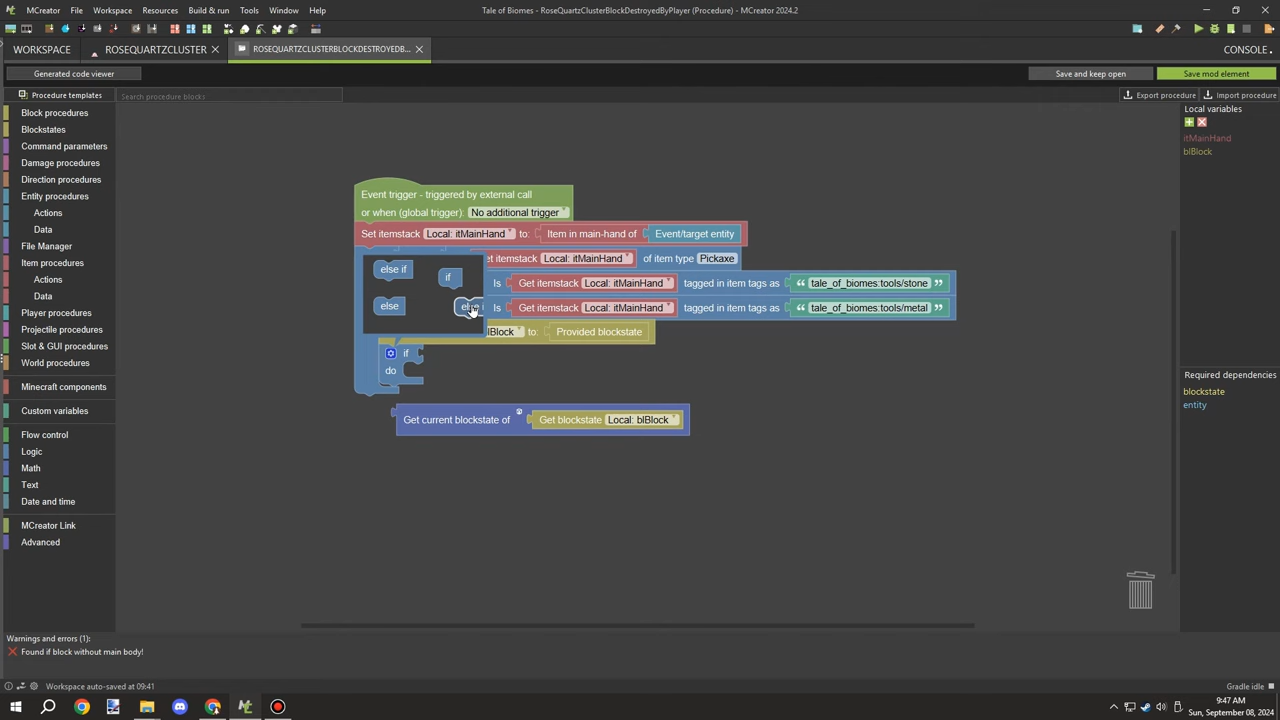 MCreator File Elements Workspace Resources Build & run Tools Window Help
Tale of Biomes - RoseQuartzClusterBlockDestroyedByPlayer (Procedure) - MCreator 2024.2
WORKSPACE
ROSEQUARTZCLUSTER
ROSEQUARTZCLUSTERBLOCKDESTROYEDB...
CONSOLE
Generated code viewer
Save and keep open
Save mod element
Procedure templates
Search procedure blocks
Export procedure
Import procedure
Block procedures
Blockstates
Command parameters
Damage procedures
Direction procedures
Entity procedures
Actions
Data
File Manager
Item procedures
Actions
Data
Player procedures
Projectile procedures
Slot & GUI procedures
World procedures
Minecraft components
Custom variables
Flow control
Logic
Math
Text
Date and time
MCreator Link
Advanced
Event trigger - triggered by external call
or when (global trigger): No additional trigger
Set itemstack Local: itMainHand to: Item in main-hand of Event/target entity
et itemstack Local: itMainHand of item type Pickaxe
Is Get itemstack Local: itMainHand tagged in item tags as “ tale_of_biomes:tools/stone ”
Is Get itemstack Local: itMainHand tagged in item tags as “ tale_of_biomes:tools/metal ”
lBlock to: Provided blockstate
else if
if
else
if
do
Get current blockstate of Get blockstate Local: blBlock
Local variables
itMainHand
blBlock
Required dependencies
blockstate
entity
Warnings and errors (1):
Found if block without main body!
Workspace auto-saved at 09:41
Gradle idle
9:47 AM
Sun, September 08, 2024